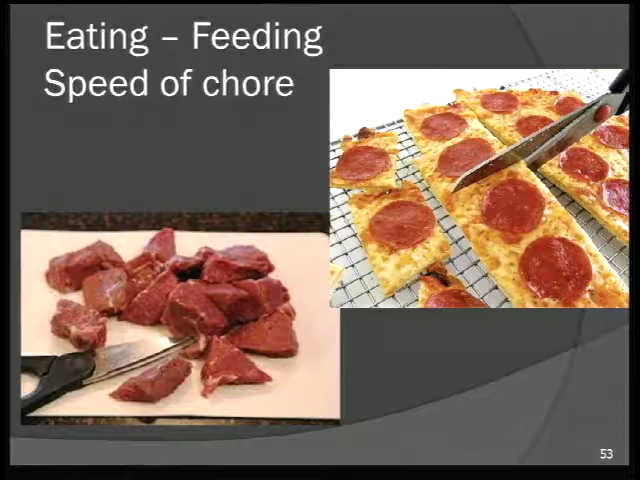 Eating – Feeding
Speed of chore
53